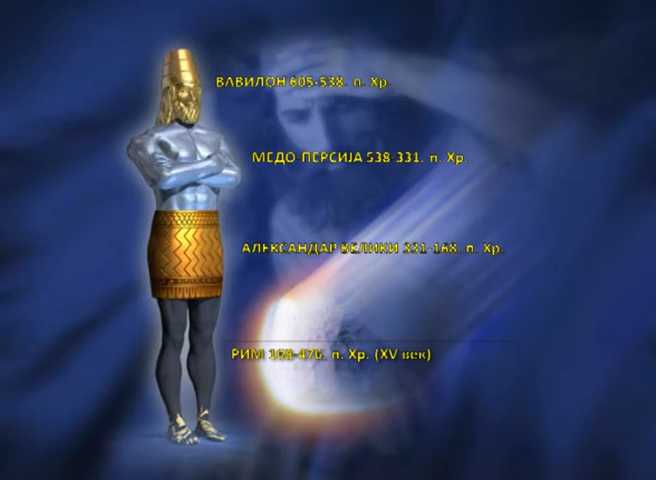 ВАВИЛОН 605-538. п. Хр.
МЕДО-ПЕРСИЈА 538-331. п. Хр.
АЛЕКСАНДАР ВЕЛИКИ 331-168. п. Хр.
РИМ 168-476. п. Хр. (XV век)